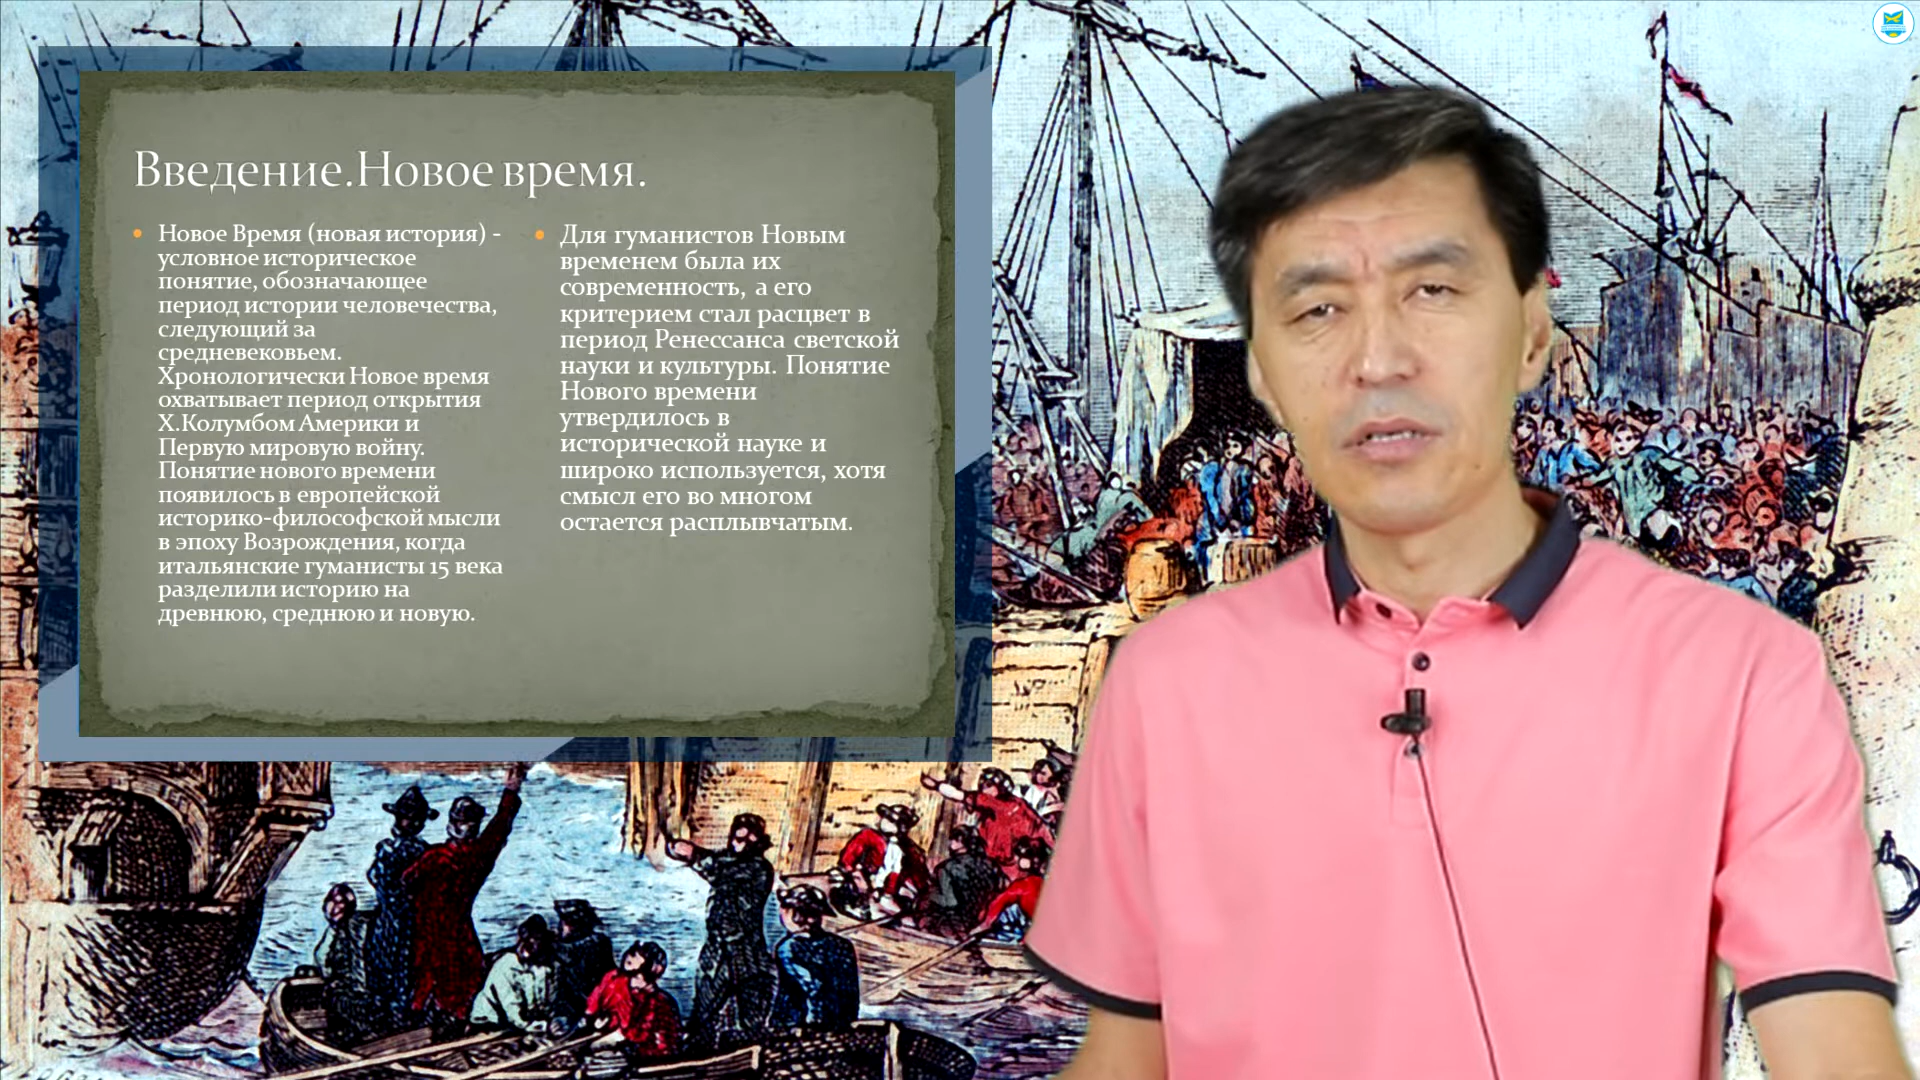 Введение.Новое время.
Новое Время (новая история) -
условное историческое
понятие, обозначающее
период истории человечества,
следующий за
средневековьем.
Хронологически Новое время
охватывает период открытия
Х.Колумбом Америки и
Первую мировую войну.
Понятие нового времени
появилось в европейской
историко-философской мысли
в эпоху Возрождения, когда
итальянские гуманисты 15 века
разделили историю на
древнюю, среднюю и новую.
Для гуманистов Новым
временем была их
современность, а его
критерием стал расцвет в
период Ренессанса светской
науки и культуры. Понятие
Нового времени
утвердилось в
исторической науке и
широко используется, хотя
смысл его во многом
остается расплывчатым.